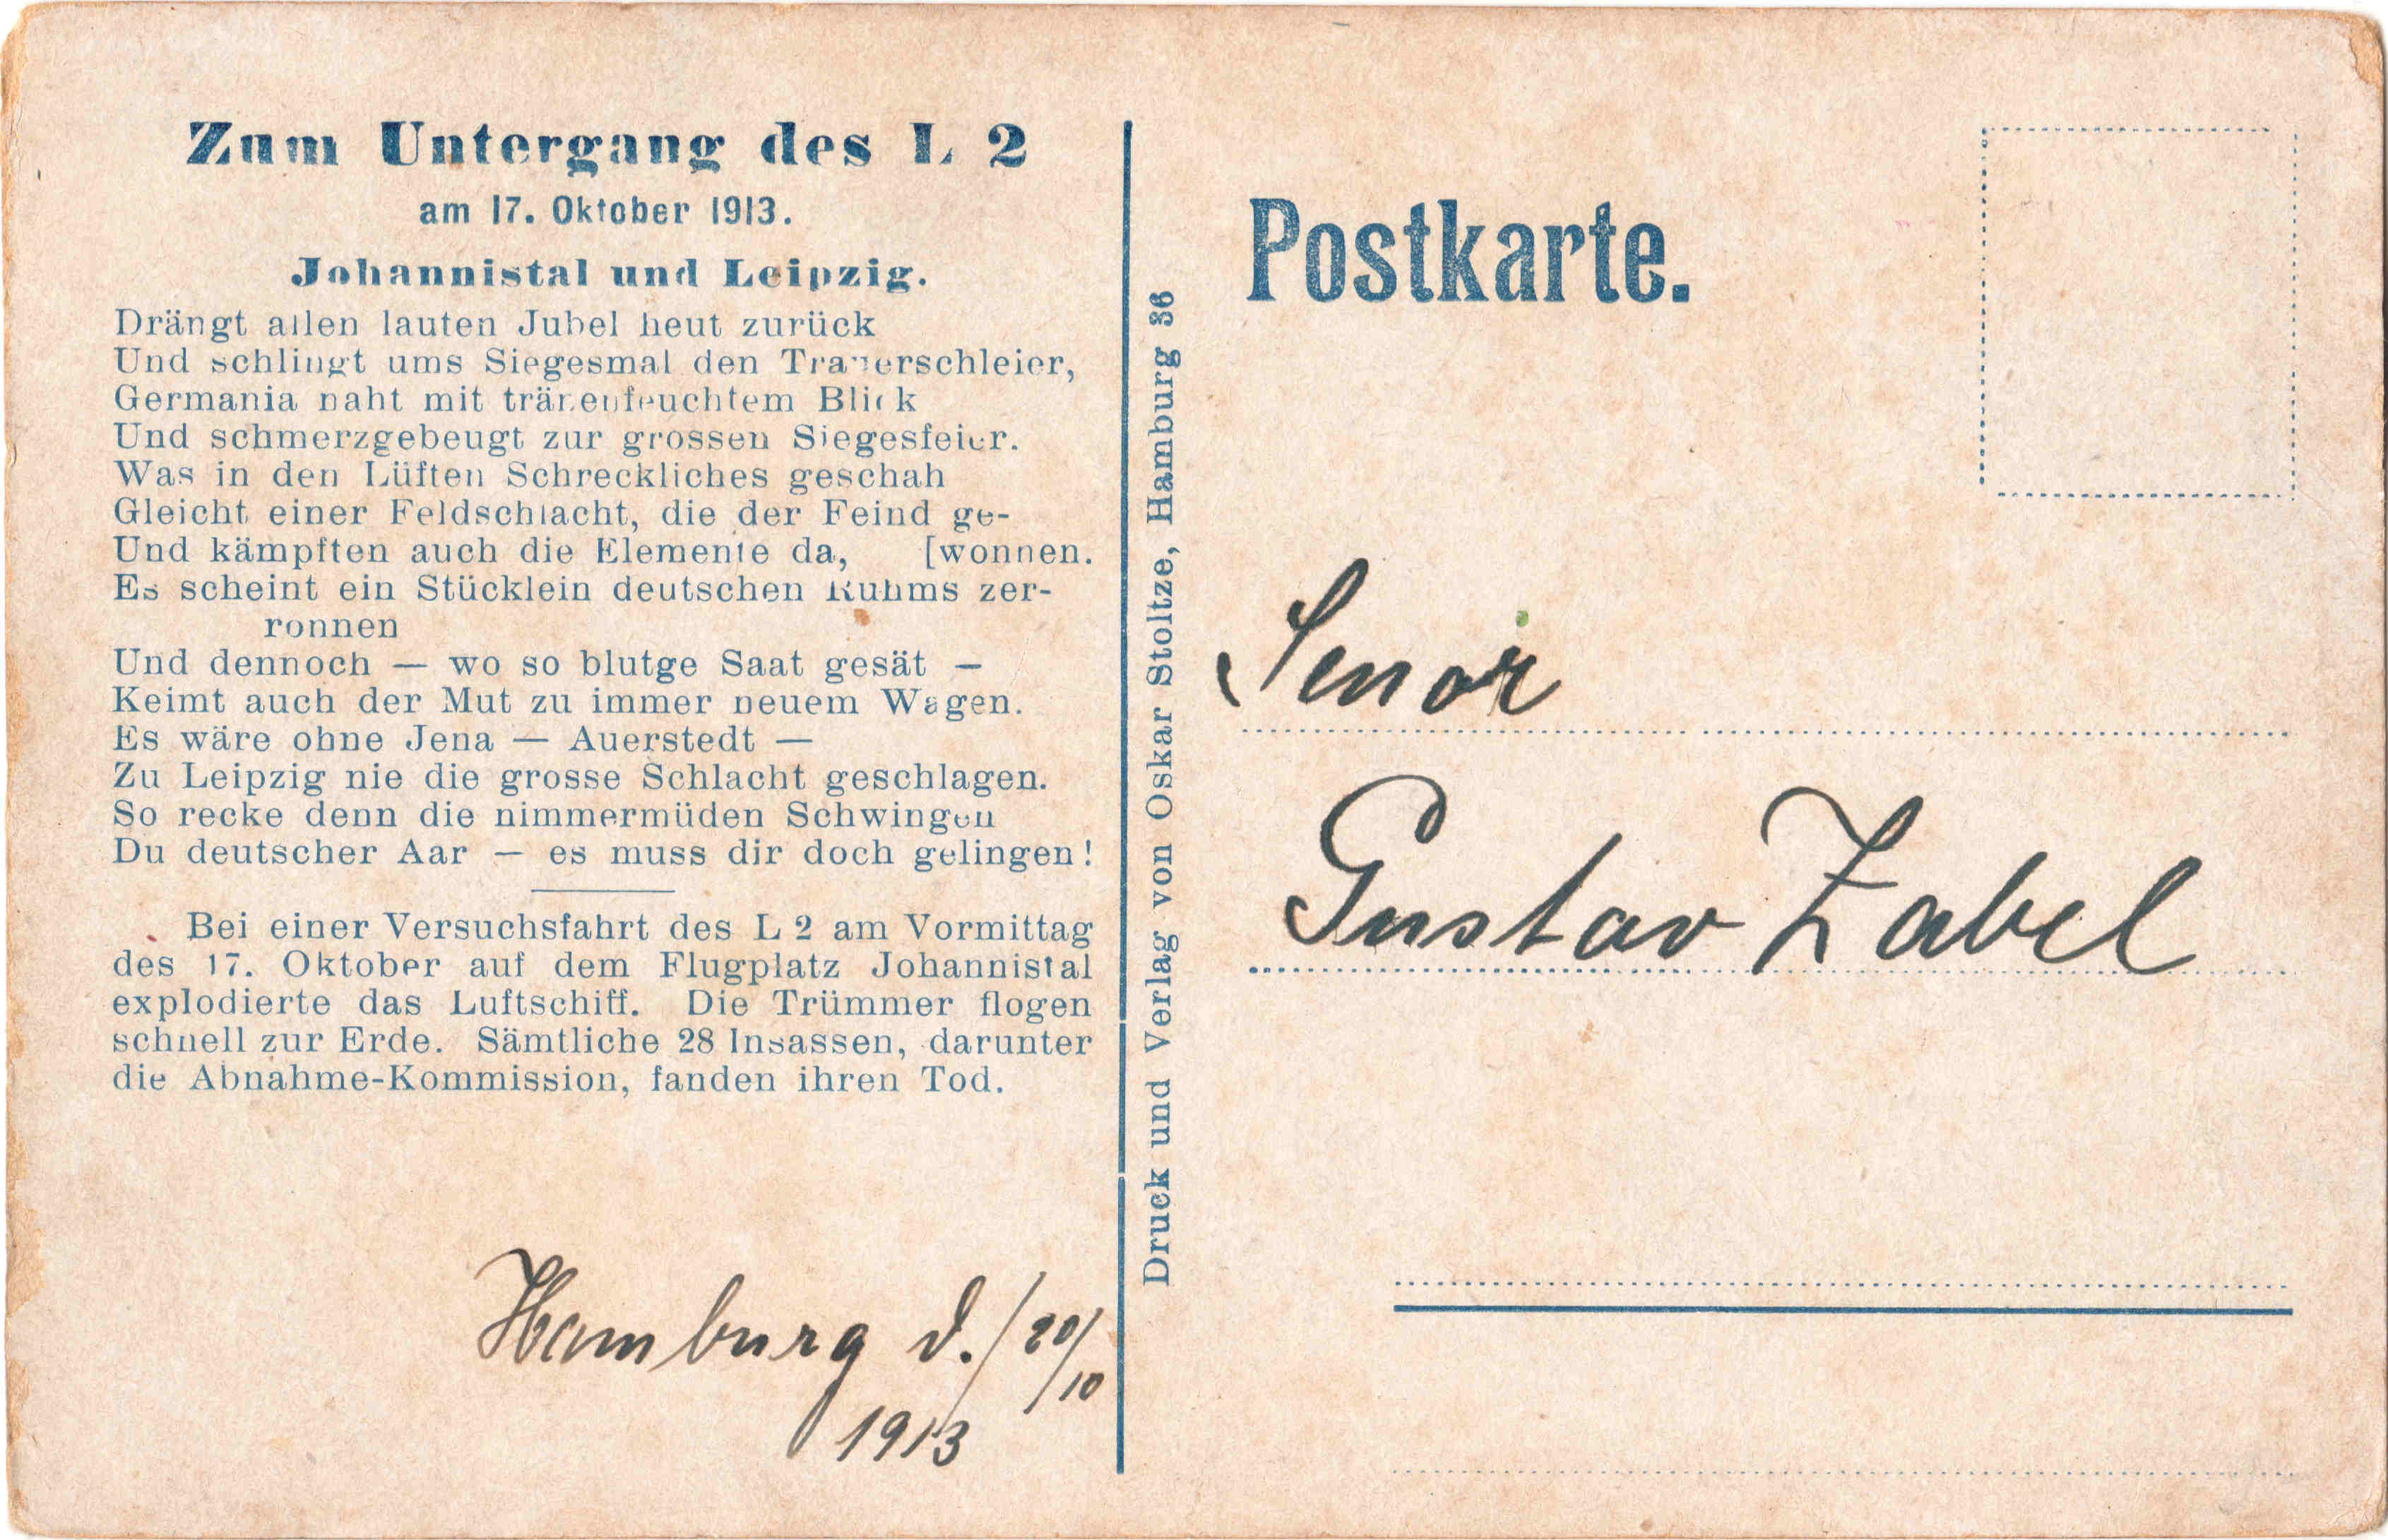 Zum Untergang des L 2
am 17. Oktober 1913.
Johannistal und Leipzig.
Drängt allen lauten Jubel heut zurück
Und schlingt ums Siegesmal den Trauerschleier,
Germania naht mit tränenfeuchtem Blick
Und schmerzgebeugt zur grossen Siegesfeier.
Was in den Lüften Schreckliches geschah
Gleicht einer Feldschlacht, die der Feind ge-
Und kämpften auch die Elemente da, [wonnen.
Es scheint ein Stücklein deutschen Ruhms zer-
ronnen
Und dennoch — wo so blutge Saat gesät —
Keimt auch der Mut zu immer neuem Wagen.
Es wäre ohne Jena — Auerstedt —
Zu Leipzig nie die grosse Schlacht geschlagen.
So recke denn die nimmermüden Schwingen
Du deutscher Aar — es muss dir doch gelingen!
Bei einer Versuchsfahrt des L 2 am Vormittag
des 17. Oktober auf dem Flugplatz Johannistal
explodierte das Luftschiff. Die Trümmer flogen
schnell zur Erde. Sämtliche 28 Insassen, darunter
die Abnahme-Kommission, fanden ihren Tod.
Hamburg d./20/10
1913
Druck und Verlag von Oskar Stoltze, Hamburg 36
Postkarte.
Senor
Gustav Zabel